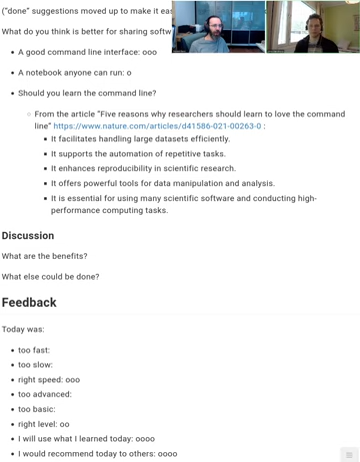 ("done" suggestions moved up to make it eas
What do you think is better for sharing softw
• A good command line interface: ooo
• A notebook anyone can run: o
• Should you learn the command line?
◦ From the article "Five reasons why researchers should learn to love the command
line" https://www.nature.com/articles/d41586-021-00263-0 :
▪ It facilitates handling large datasets efficiently.
▪ It supports the automation of repetitive tasks.
▪ It enhances reproducibility in scientific research.
▪ It offers powerful tools for data manipulation and analysis.
▪ It is essential for using many scientific software and conducting high-
performance computing tasks.
Discussion
What are the benefits?
What else could be done?
Feedback
Today was:
• too fast:
• too slow:
• right speed: ooo
• too advanced:
• too basic:
• right level: oo
• I will use what I learned today: oooo
• I would recommend today to others: oooo